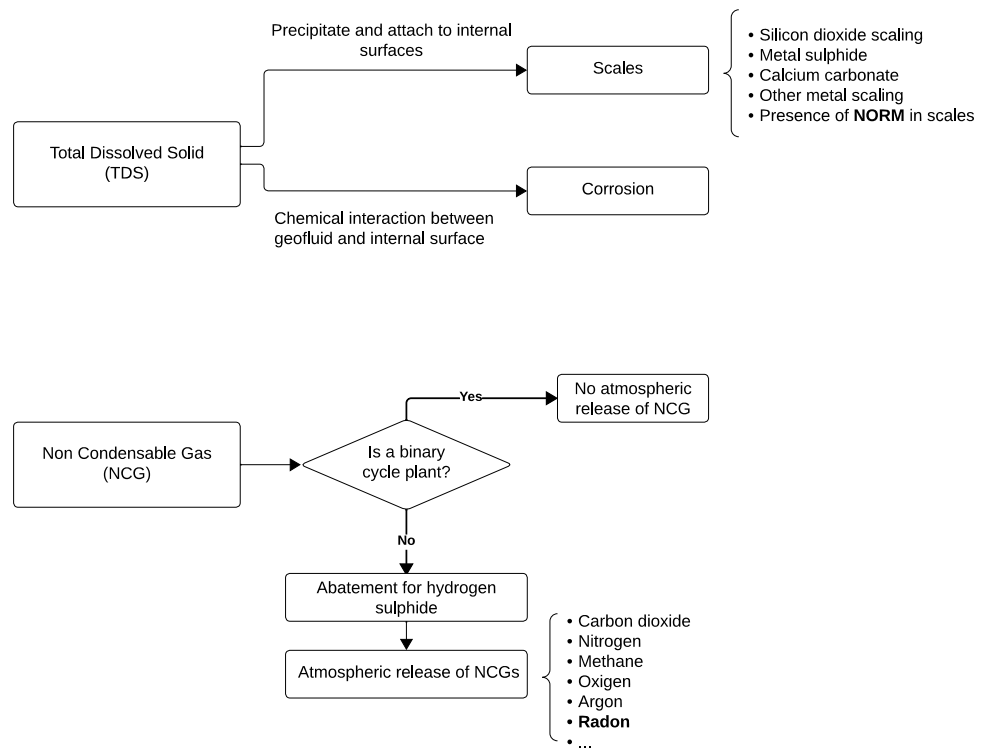 Precipitate and attach to internal
surfaces
Scales
• Silicon dioxide scaling
• Metal sulphide
• Calcium carbonate
• Other metal scaling
• Presence of NORM in scales
Total Dissolved Solid
(TDS)
Corrosion
Chemical interaction between
geofluid and internal surface
Yes
No atmospheric
release of NCG
Non Condensable Gas
(NCG)
Is a binary
cycle plant?
No
Abatement for hydrogen
sulphide
Atmospheric release of NCGs
• Carbon dioxide
• Nitrogen
• Methane
• Oxigen
• Argon
• Radon
• ...